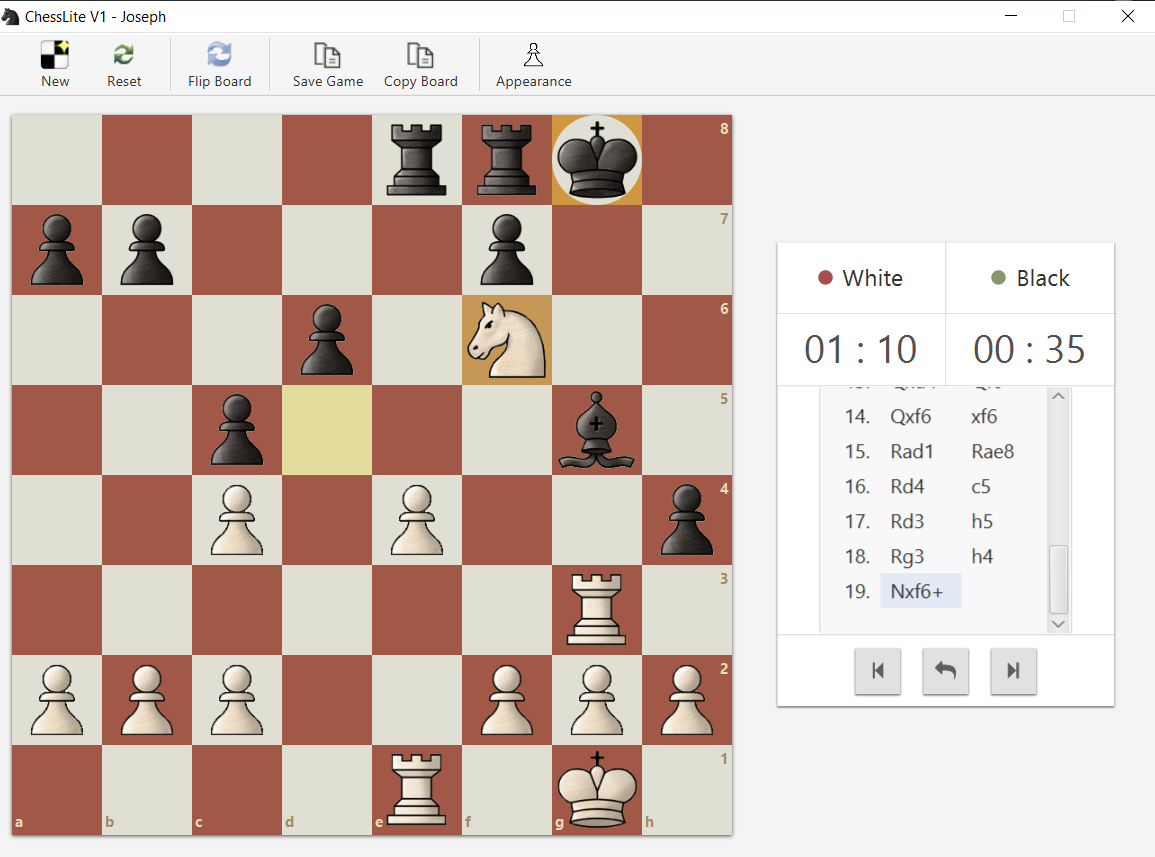 ChessLite V1 - Joseph
New Reset Flip Board Save Game Copy Board Appearance
8
7
6
5
4
3
2
1
a b c d e f g h
White Black
01 : 10 00 : 35
14. Qxf6 xf6
15. Rad1 Rae8
16. Rd4 c5
17. Rd3 h5
18. Rg3 h4
19. Nxf6+